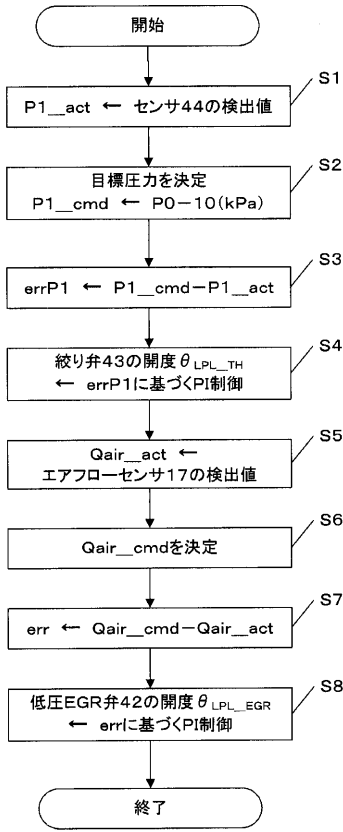 開始
S1
P1__act ← センサ44の検出値
S2
目標圧力を決定
P1__cmd ← P0-10(kPa)
S3
errP1 ← P1__cmd-P1__act
S4
絞り弁43の開度θLPL__TH
← errP1に基づくPI制御
S5
Qair__act ←
エアフローセンサ17の検出値
S6
Qair__cmdを決定
S7
err ← Qair__cmd-Qair__act
S8
低圧EGR弁42の開度θLPL__EGR
← errに基づくPI制御
終了